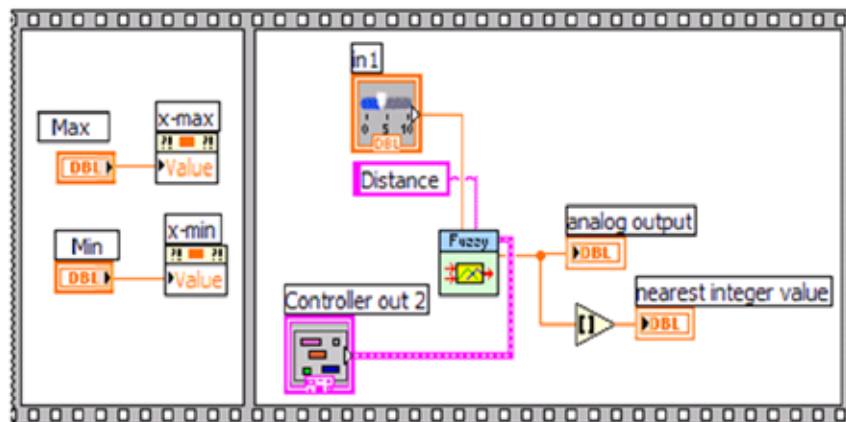 Max
x-max
?! ?!
DBL
Value
Min
x-min
?! ?!
DBL
Value
in1
0 5 10
DBL
Distance
Fuzzy
analog output
DBL
nearest integer value
[]
DBL
Controller out 2